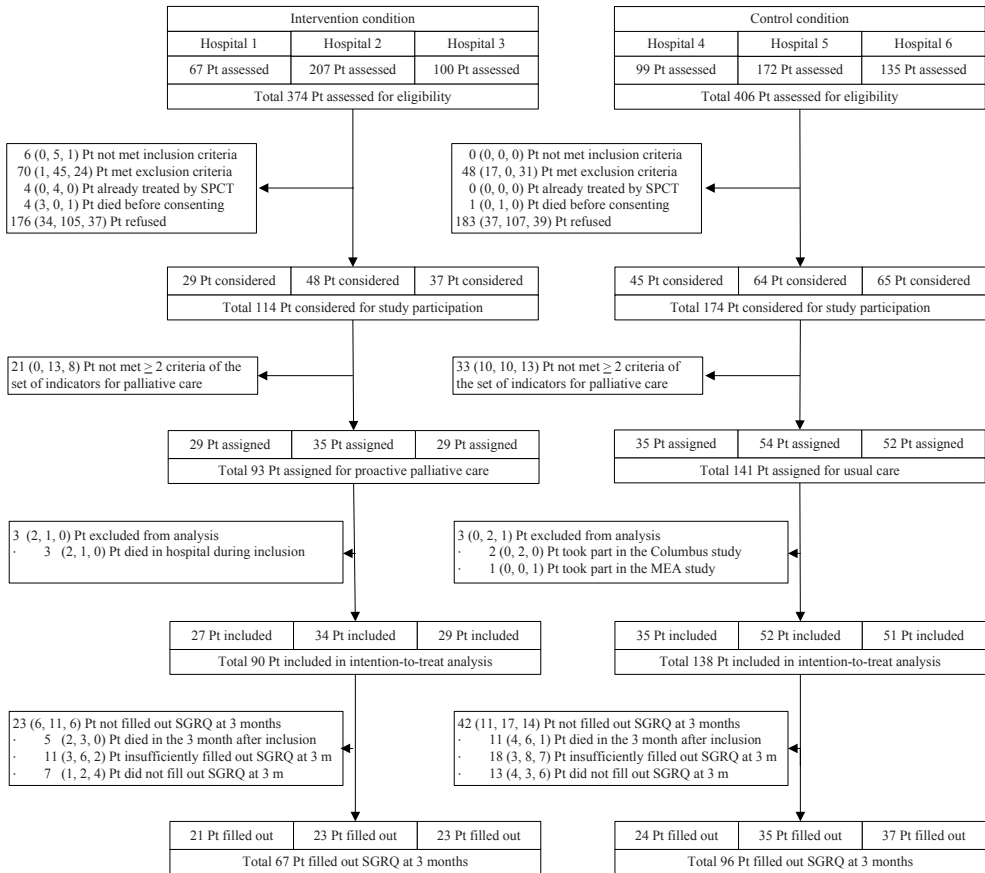 Intervention condition
Hospital 1 Hospital 2 Hospital 3
67 Pt assessed 207 Pt assessed 100 Pt assessed
Total 374 Pt assessed for eligibility
6 (0, 5, 1) Pt not met inclusion criteria
70 (1, 45, 24) Pt met exclusion criteria
4 (0, 4, 0) Pt already treated by SPCT
4 (3, 0, 1) Pt died before consenting
176 (34, 105, 37) Pt refused
29 Pt considered 48 Pt considered 37 Pt considered
Total 114 Pt considered for study participation
21 (0, 13, 8) Pt not met ≥ 2 criteria of the
set of indicators for palliative care
29 Pt assigned 35 Pt assigned 29 Pt assigned
Total 93 Pt assigned for proactive palliative care
3 (2, 1, 0) Pt excluded from analysis
· 3 (2, 1, 0) Pt died in hospital during inclusion
27 Pt included 34 Pt included 29 Pt included
Total 90 Pt included in intention-to-treat analysis
23 (6, 11, 6) Pt not filled out SGRQ at 3 months
· 5 (2, 3, 0) Pt died in the 3 month after inclusion
· 11 (3, 6, 2) Pt insufficiently filled out SGRQ at 3 m
· 7 (1, 2, 4) Pt did not fill out SGRQ at 3 m
21 Pt filled out 23 Pt filled out 23 Pt filled out
Total 67 Pt filled out SGRQ at 3 months
Control condition
Hospital 4 Hospital 5 Hospital 6
99 Pt assessed 172 Pt assessed 135 Pt assessed
Total 406 Pt assessed for eligibility
0 (0, 0, 0) Pt not met inclusion criteria
48 (17, 0, 31) Pt met exclusion criteria
0 (0, 0, 0) Pt already treated by SPCT
1 (0, 1, 0) Pt died before consenting
183 (37, 107, 39) Pt refused
45 Pt considered 64 Pt considered 65 Pt considered
Total 174 Pt considered for study participation
33 (10, 10, 13) Pt not met ≥ 2 criteria of
the set of indicators for palliative care
35 Pt assigned 54 Pt assigned 52 Pt assigned
Total 141 Pt assigned for usual care
3 (0, 2, 1) Pt excluded from analysis
· 2 (0, 2, 0) Pt took part in the Columbus study
· 1 (0, 0, 1) Pt took part in the MEA study
35 Pt included 52 Pt included 51 Pt included
Total 138 Pt included in intention-to-treat analysis
42 (11, 17, 14) Pt not filled out SGRQ at 3 months
· 11 (4, 6, 1) Pt died in the 3 month after inclusion
· 18 (3, 8, 7) Pt insufficiently filled out SGRQ at 3 m
· 13 (4, 3, 6) Pt did not fill out SGRQ at 3 m
24 Pt filled out 35 Pt filled out 37 Pt filled out
Total 96 Pt filled out SGRQ at 3 months